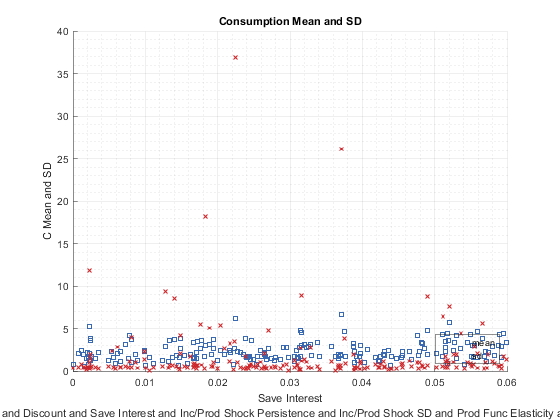 Consumption Mean and SD
40
35
30
25
20
15
10
5
0
C Mean and SD
mean
sd
0
0.01
0.02
0.03
0.04
0.05
0.06
Save Interest
and Discount and Save Interest and Inc/Prod Shock Persistence and Inc/Prod Shock SD and Prod Func Elasticity